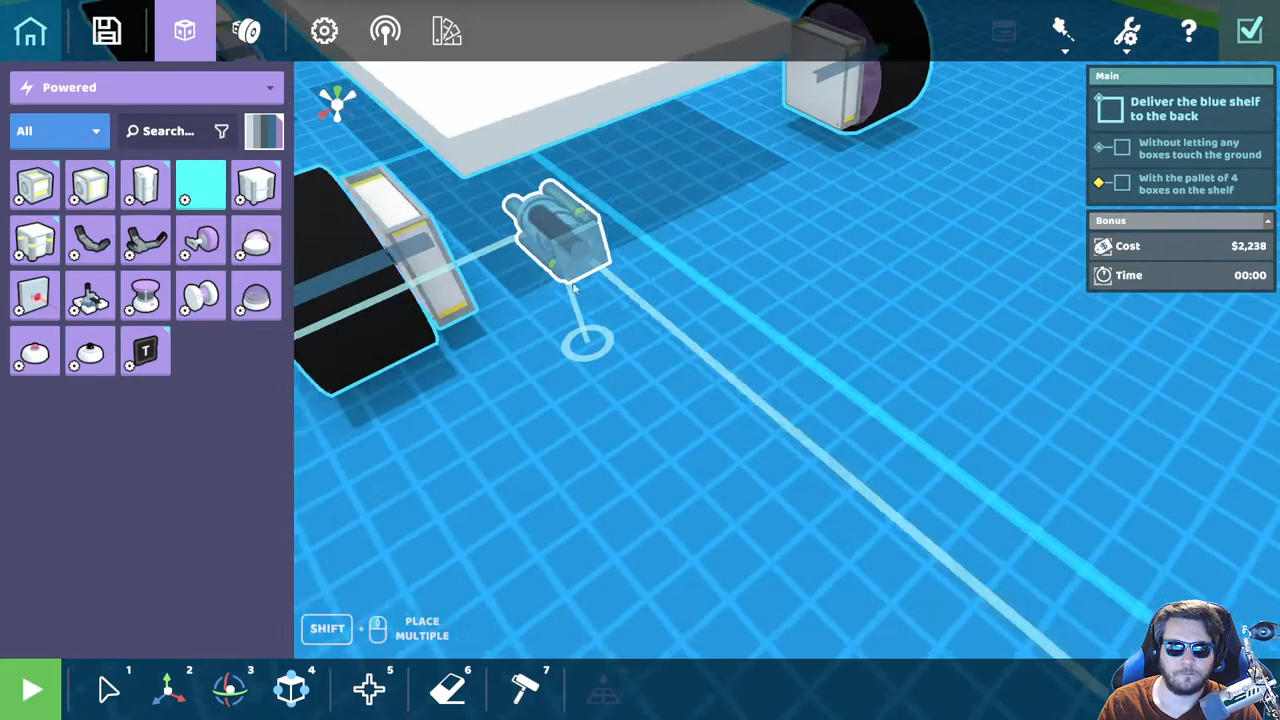 Powered
All
Search...
T
SHIFT
+
PLACE
MULTIPLE
1
2
3
4
5
6
7
Main
Deliver the blue shelf
to the back
Without letting any
boxes touch the ground
With the pallet of 4
boxes on the shelf
Bonus
Cost
$2,238
Time
00:00